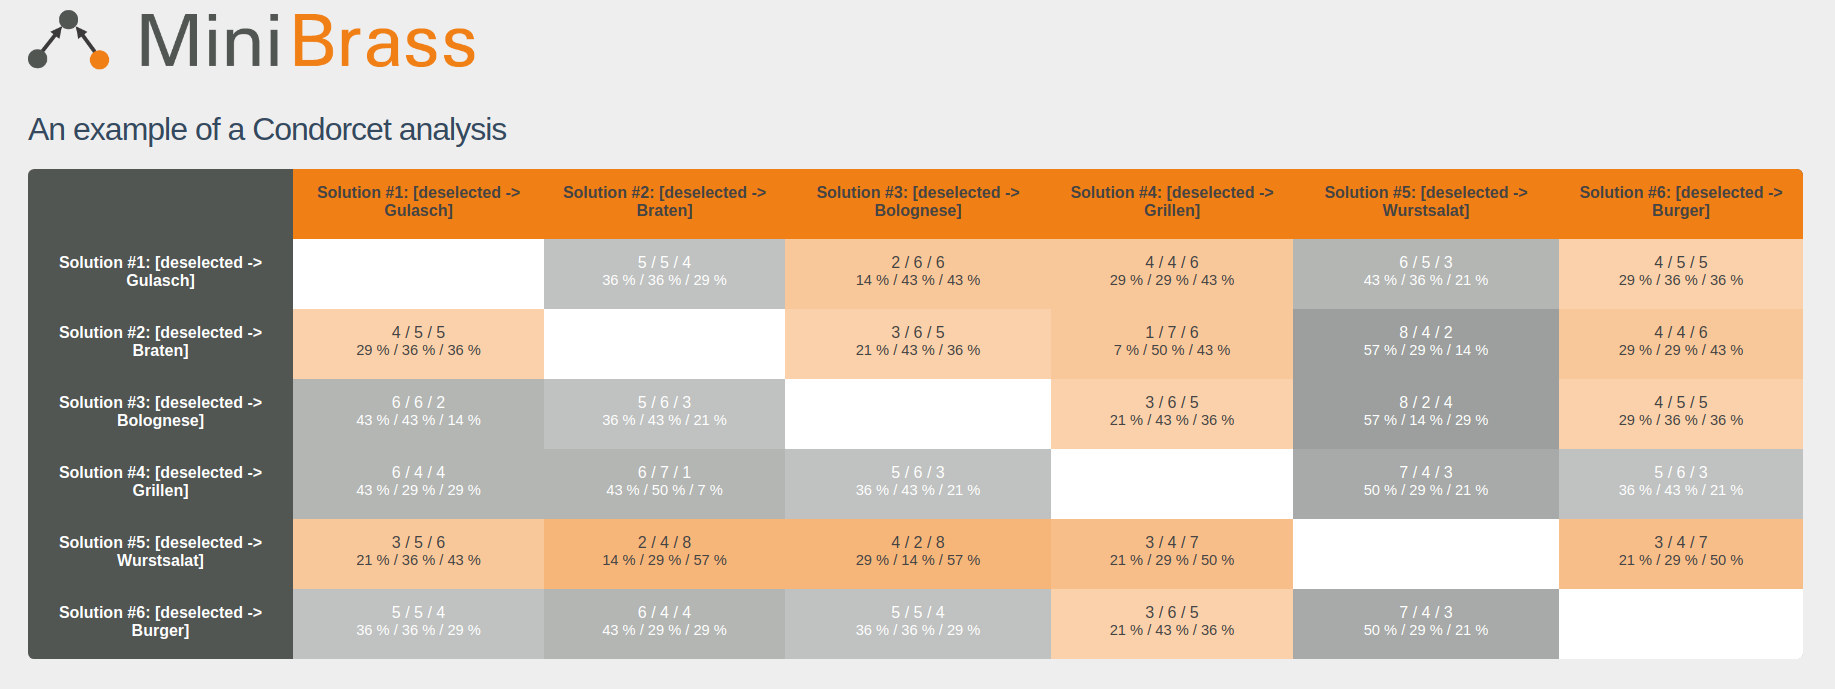 MiniBrass
An example of a Condorcet analysis
Solution #1: [deselected -> Solution #2: [deselected -> Solution #3: [deselected -> Solution #4: [deselected -> Solution #5: [deselected -> Solution #6: [deselected ->
Gulasch] Braten] Bolognese] Grillen] Wurstsalat] Burger]
Solution #1: [deselected -> 5 / 5 / 4 2 / 6 / 6 4 / 4 / 6 6 / 5 / 3 4 / 5 / 5
Gulasch] 36 % / 36 % / 29 % 14 % / 43 % / 43 % 29 % / 29 % / 43 % 43 % / 36 % / 21 % 29 % / 36 % / 36 %
Solution #2: [deselected -> 4 / 5 / 5 3 / 6 / 5 1 / 7 / 6 8 / 4 / 2 4 / 4 / 6
Braten] 29 % / 36 % / 36 % 21 % / 43 % / 36 % 7 % / 50 % / 43 % 57 % / 29 % / 14 % 29 % / 29 % / 43 %
Solution #3: [deselected -> 6 / 6 / 2 5 / 6 / 3 3 / 6 / 5 8 / 2 / 4 4 / 5 / 5
Bolognese] 43 % / 43 % / 14 % 36 % / 43 % / 21 % 21 % / 43 % / 36 % 57 % / 14 % / 29 % 29 % / 36 % / 36 %
Solution #4: [deselected -> 6 / 4 / 4 6 / 7 / 1 5 / 6 / 3 7 / 4 / 3 5 / 6 / 3
Grillen] 43 % / 29 % / 29 % 43 % / 50 % / 7 % 36 % / 43 % / 21 % 50 % / 29 % / 21 % 36 % / 43 % / 21 %
Solution #5: [deselected -> 3 / 5 / 6 2 / 4 / 8 4 / 2 / 8 3 / 4 / 7 3 / 4 / 7
Wurstsalat] 21 % / 36 % / 43 % 14 % / 29 % / 57 % 29 % / 14 % / 57 % 21 % / 29 % / 50 % 21 % / 29 % / 50 %
Solution #6: [deselected -> 5 / 5 / 4 6 / 4 / 4 5 / 5 / 4 3 / 6 / 5 7 / 4 / 3
Burger] 36 % / 36 % / 29 % 43 % / 29 % / 29 % 36 % / 36 % / 29 % 21 % / 43 % / 36 % 50 % / 29 % / 21 %